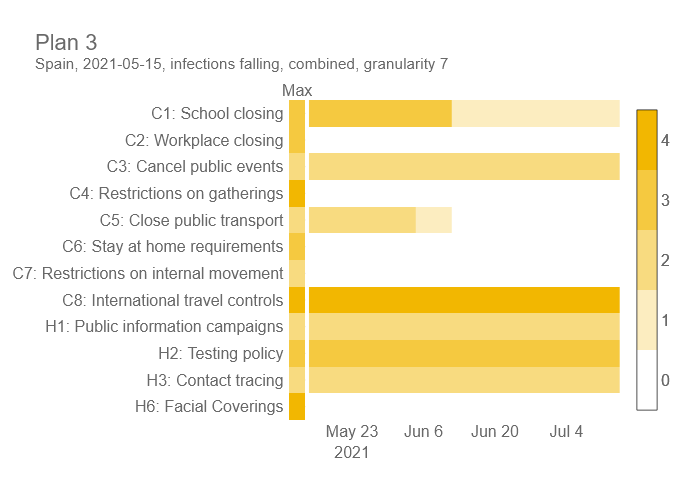 Plan 3
Spain, 2021-05-15, infections falling, combined, granularity 7
Max
C1: School closing
C2: Workplace closing
C3: Cancel public events
C4: Restrictions on gatherings
C5: Close public transport
C6: Stay at home requirements
C7: Restrictions on internal movement
C8: International travel controls
H1: Public information campaigns
H2: Testing policy
H3: Contact tracing
H6: Facial Coverings
May 23 Jun 6 Jun 20 Jul 4
2021
4
3
2
1
0